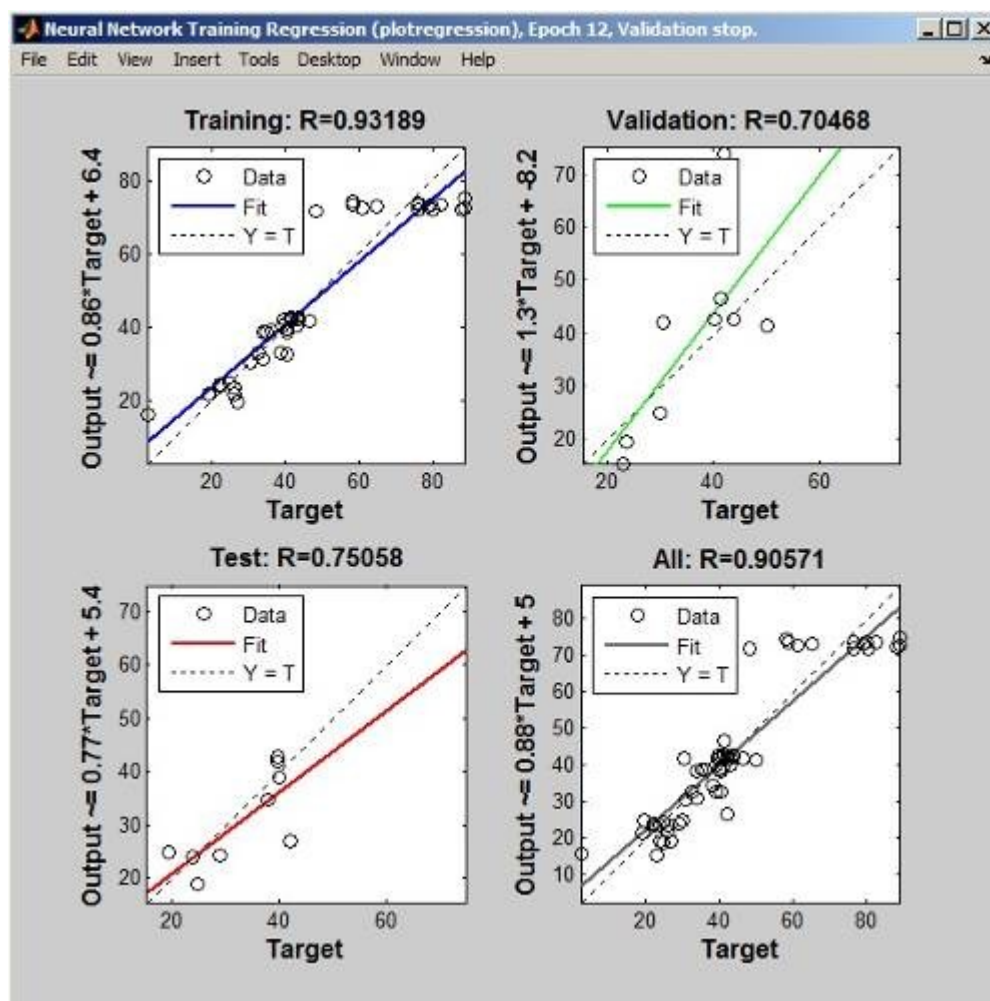 Neural Network Training Regression (plotregression), Epoch 12, Validation stop.
File Edit View Insert Tools Desktop Window Help
Training: R=0.93189
Output ~= 0.86*Target + 6.4
Data
Fit
Y = T
80
60
40
20
20 40 60 80
Target
Validation: R=0.70468
Output ~= 1.3*Target + -8.2
Data
Fit
Y = T
70
60
50
40
30
20
20 40 60
Target
Test: R=0.75058
Output ~= 0.77*Target + 5.4
Data
Fit
Y = T
70
60
50
40
30
20
20 40 60
Target
All: R=0.90571
Output ~= 0.88*Target + 5
Data
Fit
Y = T
80
70
60
50
40
30
20
10
20 40 60 80
Target